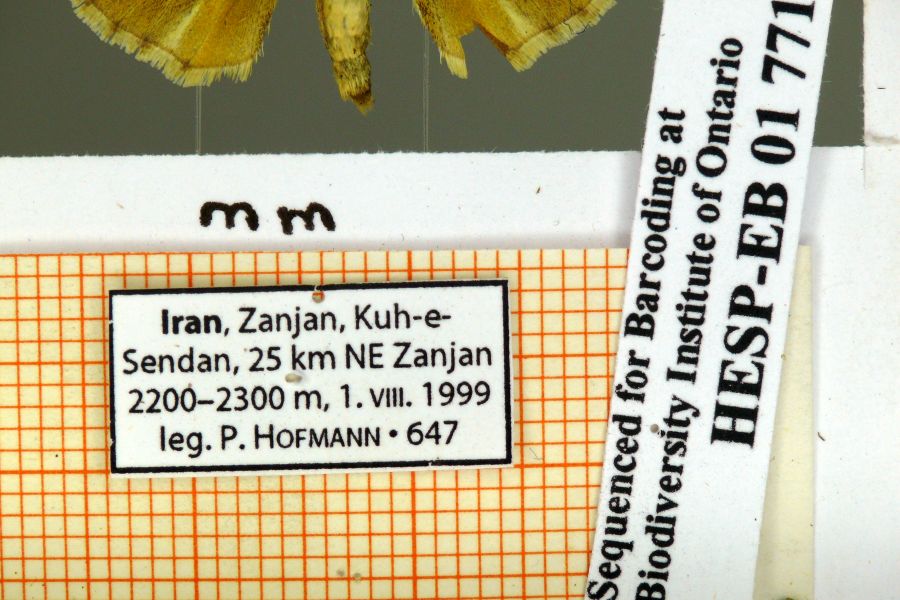 mm
Iran, Zanjan, Kuh-e-
Sendan, 25 km NE Zanjan
2200–2300 m, 1. VIII. 1999
leg. P. HOFMANN • 647
Sequenced for Barcoding at
Biodiversity Institute of Ontario
HESP-EB 01 771